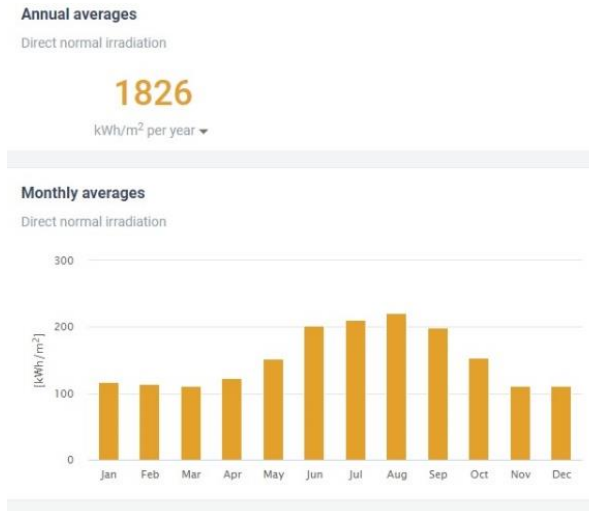 Annual averages
Direct normal irradiation
1826
kWh/m² per year
Monthly averages
Direct normal irradiation
300
200
100
0
[kWh/m²]
Jan Feb Mar Apr May Jun Jul Aug Sep Oct Nov Dec